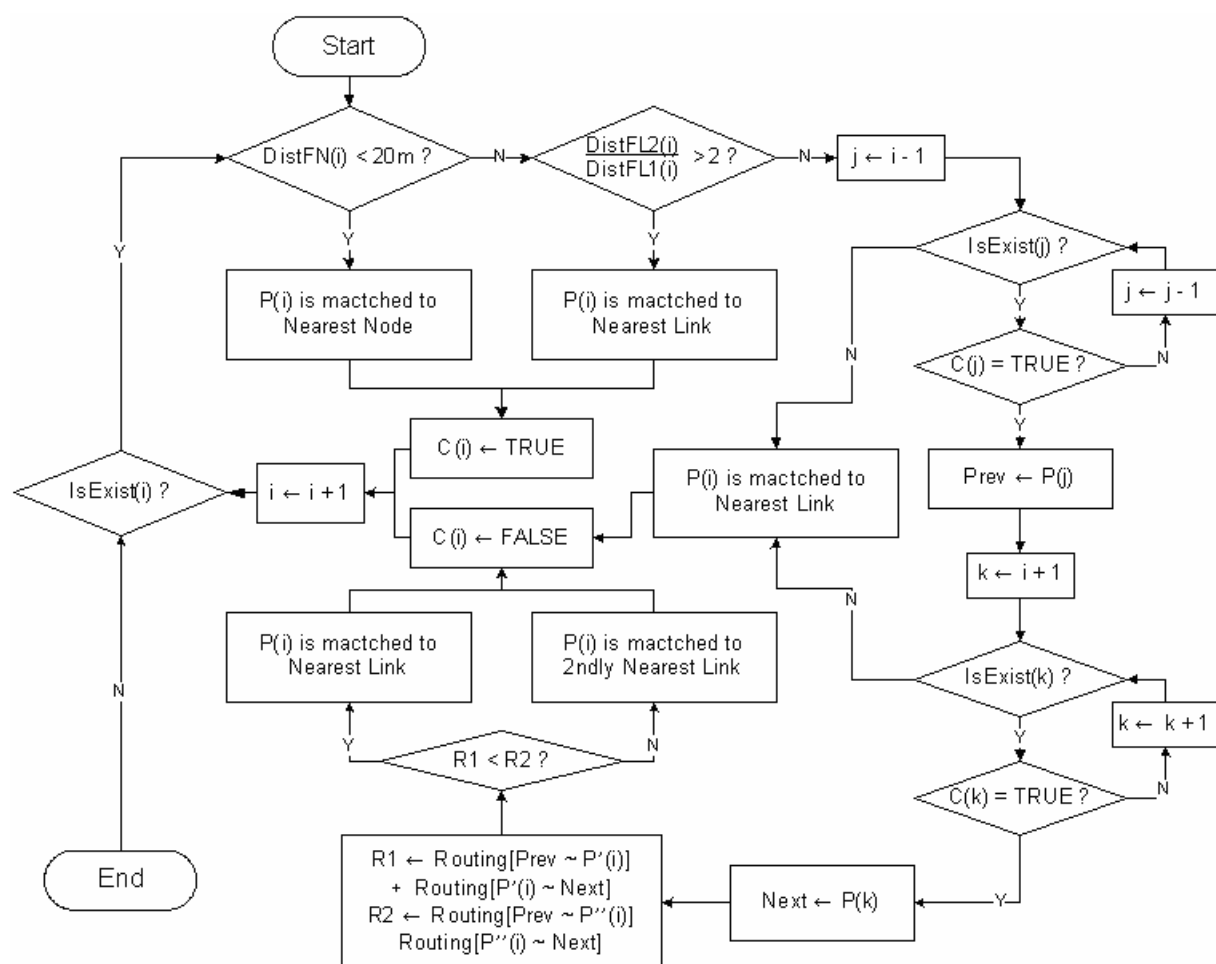 Start
DistFN(i) < 20m ?
N
DistFL2(i)
DistFL1(i)
> 2 ?
N
j ← i - 1
Y
Y
Y
IsExist(j) ?
j ← j - 1
P(i) is mactched to
Nearest Node
P(i) is mactched to
Nearest Link
Y
N
N
C(j) = TRUE ?
Y
C(i) ← TRUE
IsExist(i) ?
i ← i + 1
P(i) is mactched to
Nearest Link
Prev ← P(j)
C(i) ← FALSE
k ← i + 1
N
P(i) is mactched to
Nearest Link
P(i) is mactched to
2ndly Nearest Link
IsExist(k) ?
N
k ← k + 1
Y
Y
N
R1 < R2 ?
N
C(k) = TRUE ?
End
R1 ← Routing[Prev ~ P'(i)]
+ Routing[P'(i) ~ Next]
R2 ← Routing[Prev ~ P''(i)]
Routing[P''(i) ~ Next]
Next ← P(k)
Y